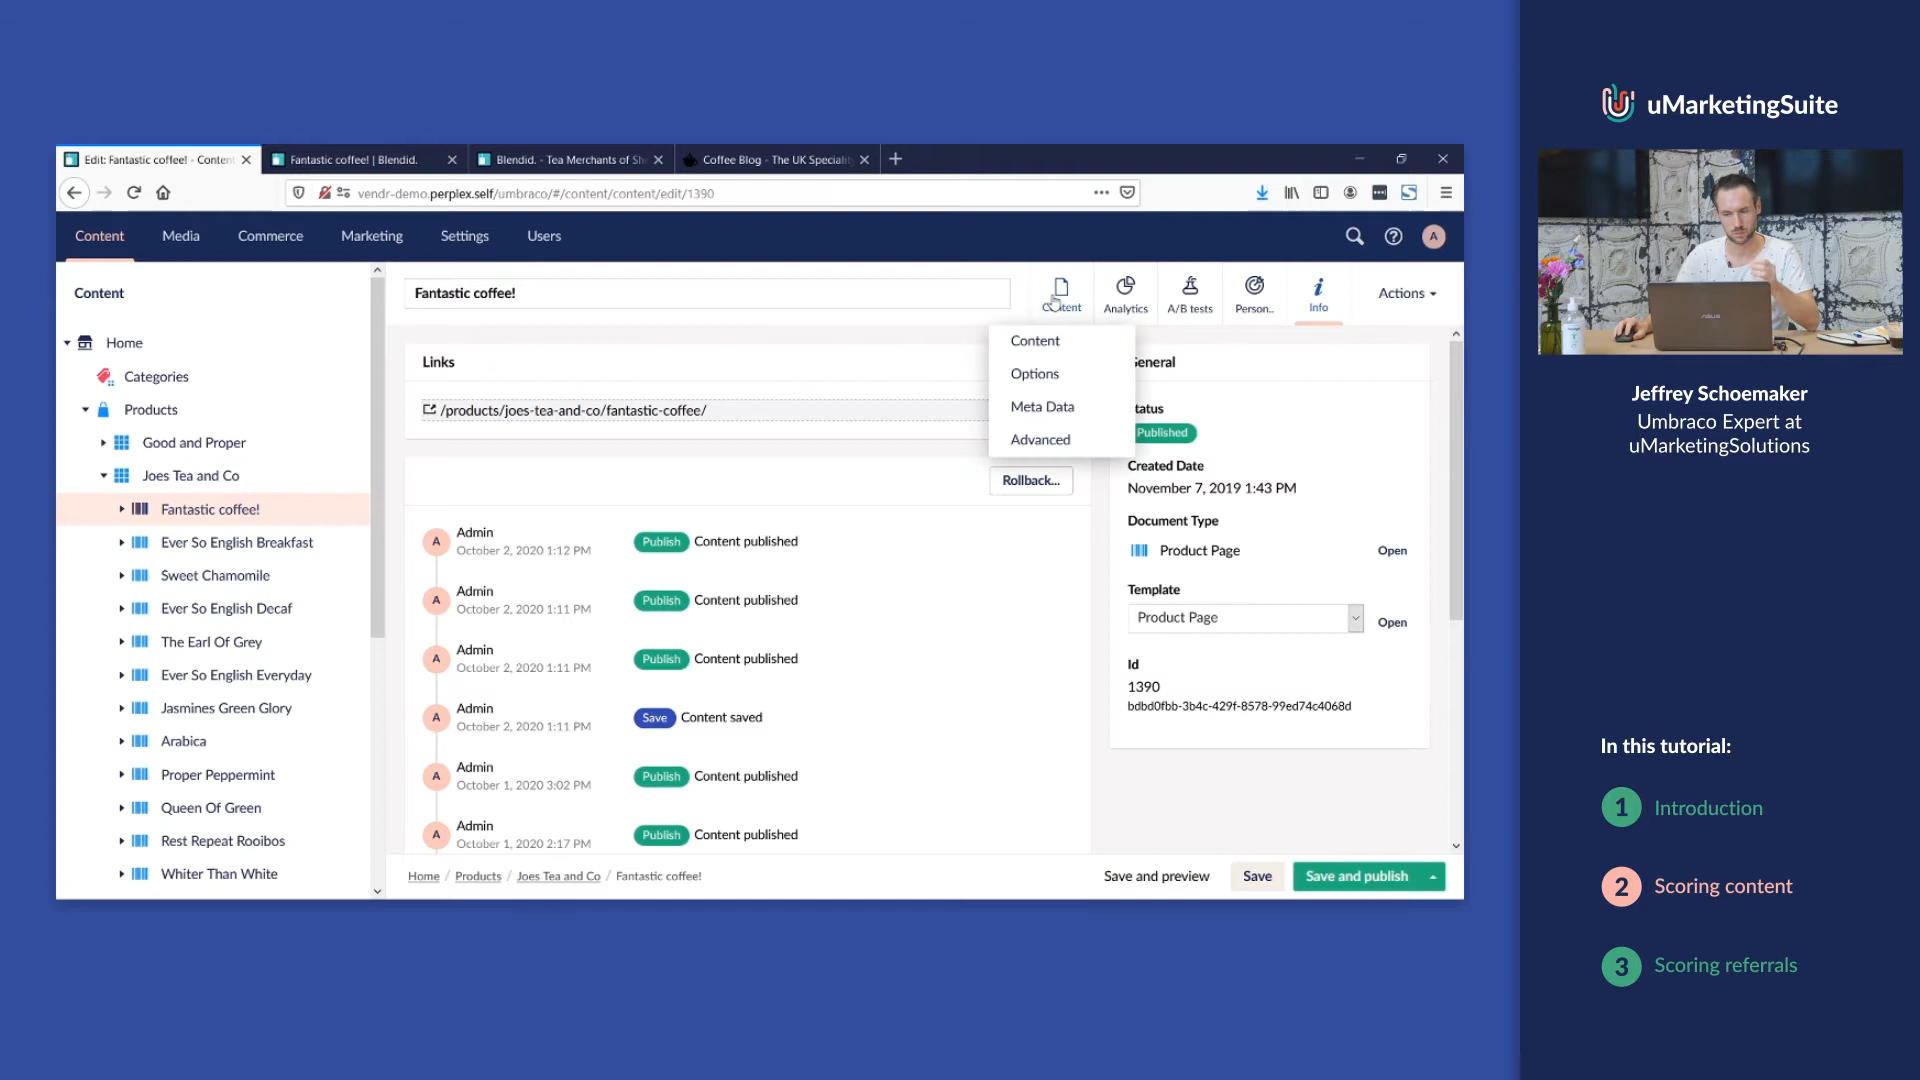 uMarketingSuite
Edit: Fantastic coffee! - Content
Fantastic coffee! | Blendid.
Blendid. - Tea Merchants of She
Coffee Blog - The UK Speciality
vendr-demo.perplex.self/umbraco/#/content/content/edit/1390
Content
Media
Commerce
Marketing
Settings
Users
A
Content
Home
Categories
Products
Good and Proper
Joes Tea and Co
Fantastic coffee!
Ever So English Breakfast
Sweet Chamomile
Ever So English Decaf
The Earl Of Grey
Ever So English Everyday
Jasmines Green Glory
Arabica
Proper Peppermint
Queen Of Green
Rest Repeat Rooibos
Whiter Than White
Fantastic coffee!
Content
Analytics
A/B tests
Person..
Info
Actions
Content
Options
Meta Data
Advanced
Links
/products/joes-tea-and-co/fantastic-coffee/
Rollback...
A Admin
October 2, 2020 1:12 PM
Publish Content published
A Admin
October 2, 2020 1:11 PM
Publish Content published
A Admin
October 2, 2020 1:11 PM
Publish Content published
A Admin
October 2, 2020 1:11 PM
Save Content saved
A Admin
October 1, 2020 3:02 PM
Publish Content published
A Admin
October 1, 2020 2:17 PM
Publish Content published
General
Status
Published
Created Date
November 7, 2019 1:43 PM
Document Type
Product Page Open
Template
Product Page Open
Id
1390
bdbd0fbb-3b4c-429f-8578-99ed74c4068d
Home / Products / Joes Tea and Co / Fantastic coffee!
Save and preview
Save
Save and publish
ASUS
Jeffrey Schoemaker
Umbraco Expert at
uMarketingSolutions
In this tutorial:
1 Introduction
2 Scoring content
3 Scoring referrals